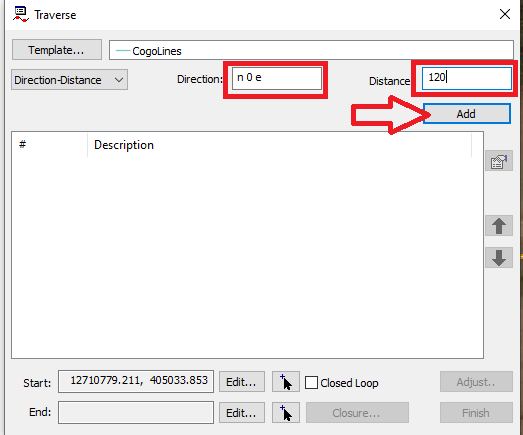 Traverse
Template... CogoLines
Direction-Distance Direction: n 0 e Distance 120
Add
# Description
Start: 12710779.211, 405033.853 Edit... Closed Loop Adjust..
End: Edit... Closure... Finish